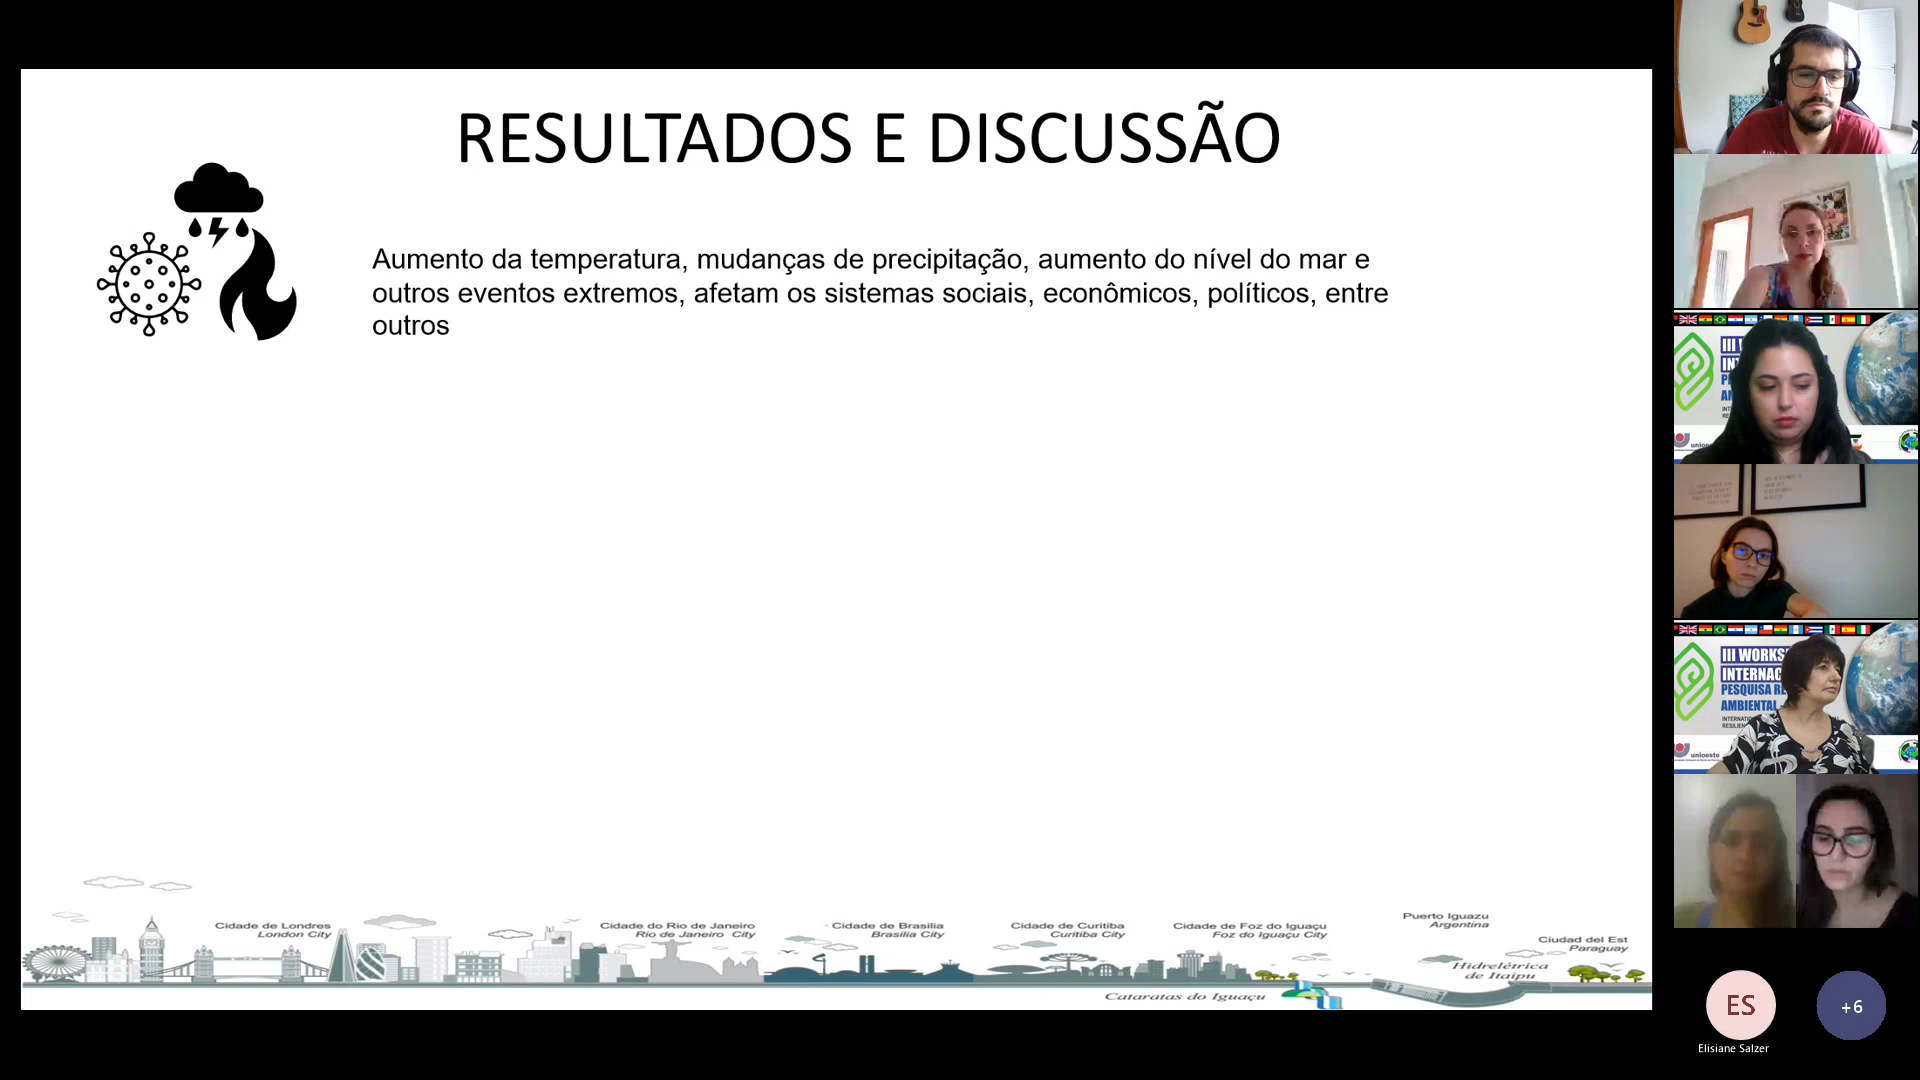 RESULTADOS E DISCUSSÃO
Aumento da temperatura, mudanças de precipitação, aumento do nível do mar e
outros eventos extremos, afetam os sistemas sociais, econômicos, políticos, entre
outros
Cidade de Londres
London City
Cidade do Rio de Janeiro
Rio de Janeiro City
Cidade de Brasilia
Brasilia City
Cidade de Curitiba
Curitiba City
Cidade de Foz do Iguaçu
Foz do Iguaçu City
Puerto Iguazu
Argentina
Ciudad del Est
Paraguay
Hidrelétrica
de Itaipu
Cataratas do Iguaçu
III WORKS
INTERNAC
PESQUISA RE
AMBIENTAL -
unioeste
ES
+6
Elisiane Salzer